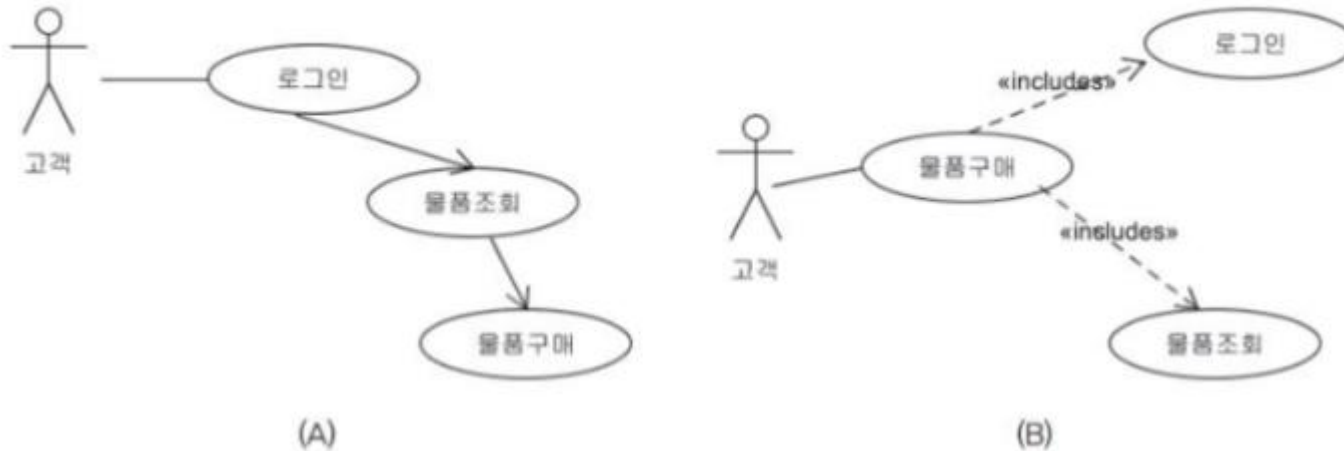 로그인
고객
물품조회
물품구매
(A)
로그인
«includes»
물품구매
고객
«includes»
물품조회
(B)